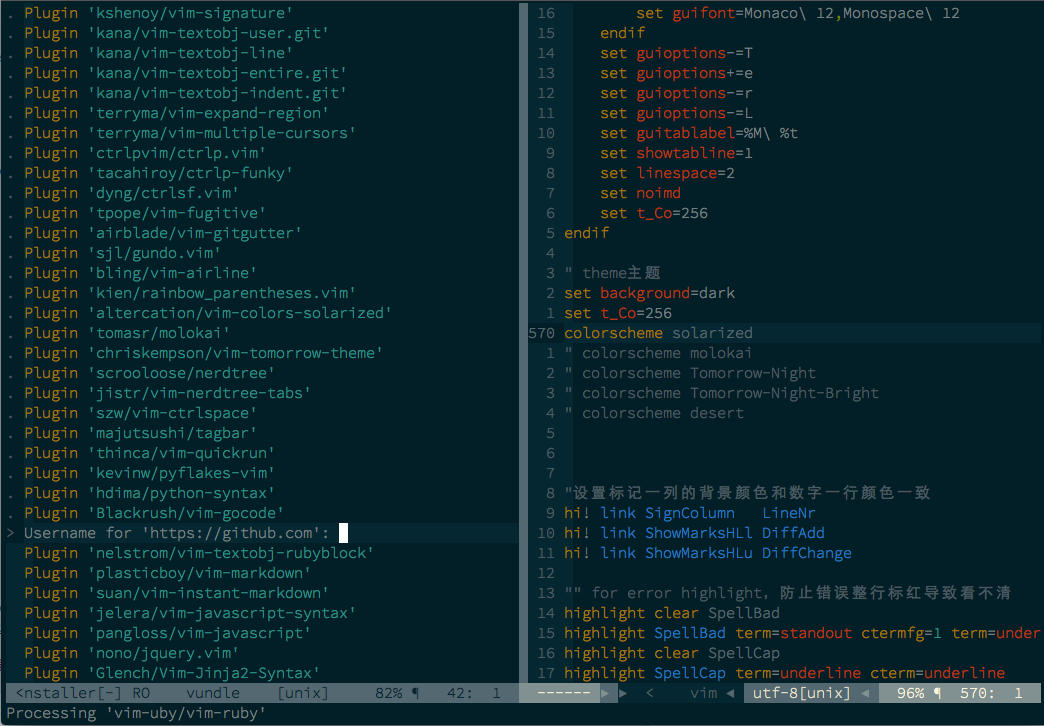 . Plugin 'kshenoy/vim-signature'
. Plugin 'kana/vim-textobj-user.git'
. Plugin 'kana/vim-textobj-line'
. Plugin 'kana/vim-textobj-entire.git'
. Plugin 'kana/vim-textobj-indent.git'
. Plugin 'terryma/vim-expand-region'
. Plugin 'terryma/vim-multiple-cursors'
. Plugin 'ctrlpvim/ctrlp.vim'
. Plugin 'tacahiroy/ctrlp-funky'
. Plugin 'dyng/ctrlsf.vim'
. Plugin 'tpope/vim-fugitive'
. Plugin 'airblade/vim-gitgutter'
. Plugin 'sjl/gundo.vim'
. Plugin 'bling/vim-airline'
. Plugin 'kien/rainbow_parentheses.vim'
. Plugin 'altercation/vim-colors-solarized'
. Plugin 'tomasr/molokai'
. Plugin 'chriskempson/vim-tomorrow-theme'
. Plugin 'scrooloose/nerdtree'
. Plugin 'jistr/vim-nerdtree-tabs'
. Plugin 'szw/vim-ctrlspace'
. Plugin 'majutsushi/tagbar'
. Plugin 'thinca/vim-quickrun'
. Plugin 'kevinw/pyflakes-vim'
. Plugin 'hdima/python-syntax'
. Plugin 'Blackrush/vim-gocode'
> Username for 'https://github.com':
Plugin 'nelstrom/vim-textobj-rubyblock'
Plugin 'plasticboy/vim-markdown'
Plugin 'suan/vim-instant-markdown'
Plugin 'jelera/vim-javascript-syntax'
Plugin 'pangloss/vim-javascript'
Plugin 'nono/jquery.vim'
Plugin 'Glench/Vim-Jinja2-Syntax'
<nstaller[-] RO vundle [unix] 82% ¶ 42: 1
Processing 'vim-uby/vim-ruby'
16 set guifont=Monaco\ 12,Monospace\ 12
15 endif
14 set guioptions-=T
13 set guioptions+=e
12 set guioptions-=r
11 set guioptions-=L
10 set guitablabel=%M\ %t
9 set showtabline=1
8 set linespace=2
7 set noimd
6 set t_Co=256
5 endif
4
3 " theme主题
2 set background=dark
1 set t_Co=256
570 colorscheme solarized
1 " colorscheme molokai
2 " colorscheme Tomorrow-Night
3 " colorscheme Tomorrow-Night-Bright
4 " colorscheme desert
5
6
7
8 "设置标记一列的背景颜色和数字一行颜色一致
9 hi! link SignColumn LineNr
10 hi! link ShowMarksHLl DiffAdd
11 hi! link ShowMarksHLu DiffChange
12
13 "" for error highlight，防止错误整行标红导致看不清
14 highlight clear SpellBad
15 highlight SpellBad term=standout ctermfg=1 term=under
16 highlight clear SpellCap
17 highlight SpellCap term=underline cterm=underline
------ ▶ ▶ < vim ◀ utf-8[unix] ◀ 96% ¶ 570: 1